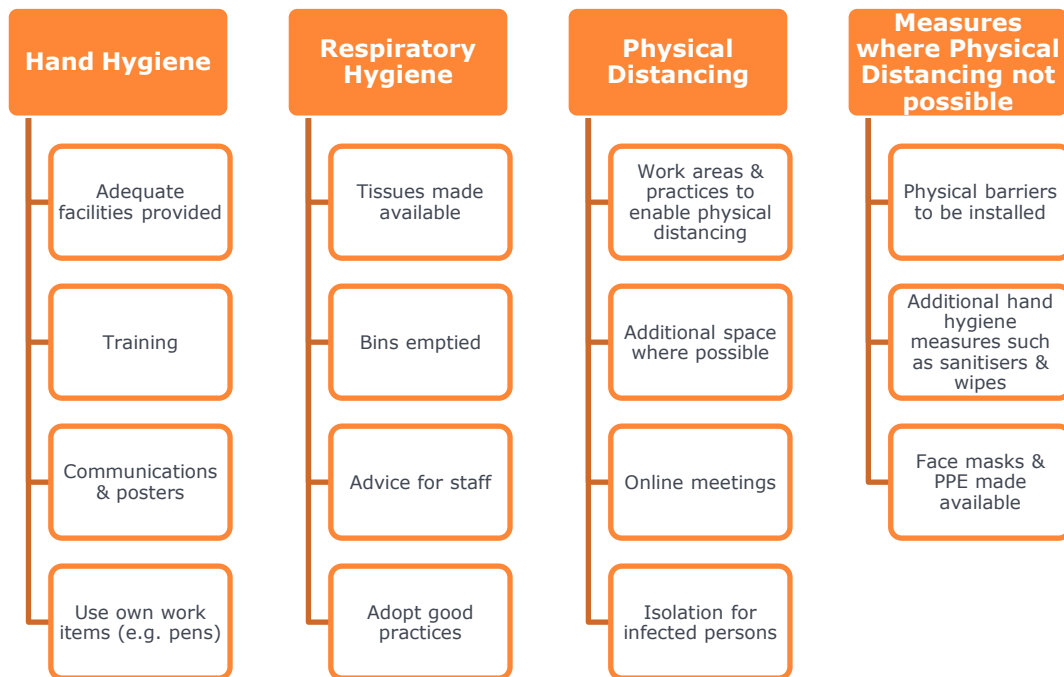 Hand Hygiene
Adequate
facilities provided
Training
Communications
& posters
Use own work
items (e.g. pens)
Respiratory
Hygiene
Tissues made
available
Bins emptied
Advice for staff
Adopt good
practices
Physical
Distancing
Work areas &
practices to
enable physical
distancing
Additional space
where possible
Online meetings
Isolation for
infected persons
Measures
where Physical
Distancing not
possible
Physical barriers
to be installed
Additional hand
hygiene
measures such
as sanitisers &
wipes
Face masks &
PPE made
available